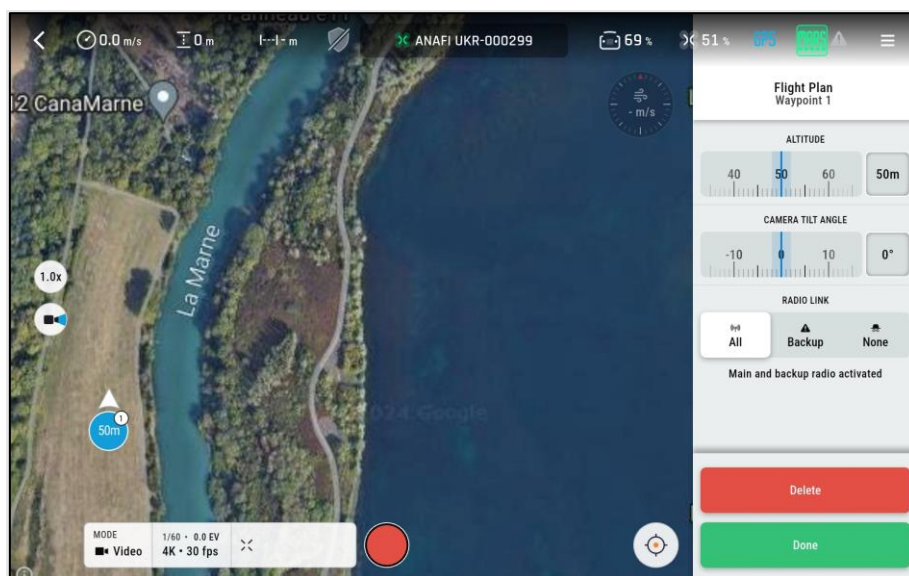 0.0 m/s
0 m
- m
ANAFI UKR-000299
69 %
51 %
GPS
12 CanaMarne
- m/s
La Marne
2024 Google
1.0x
1
50m
MODE
Video
1/60 • 0.0 EV
4K • 30 fps
Flight Plan
Waypoint 1
ALTITUDE
40 50 60
50m
CAMERA TILT ANGLE
-10 0 10
0°
RADIO LINK
All Backup None
Main and backup radio activated
Delete
Done